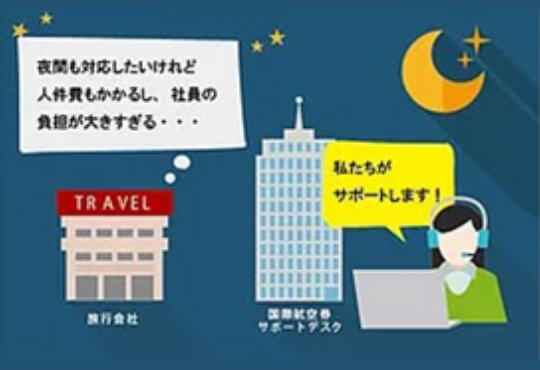 夜間も対応したいけれど
人件費もかかるし、社員の
負担が大きすぎる・・・
私たちが
サポートします！
TRAVEL
旅行会社
国際航空券
サポートデスク